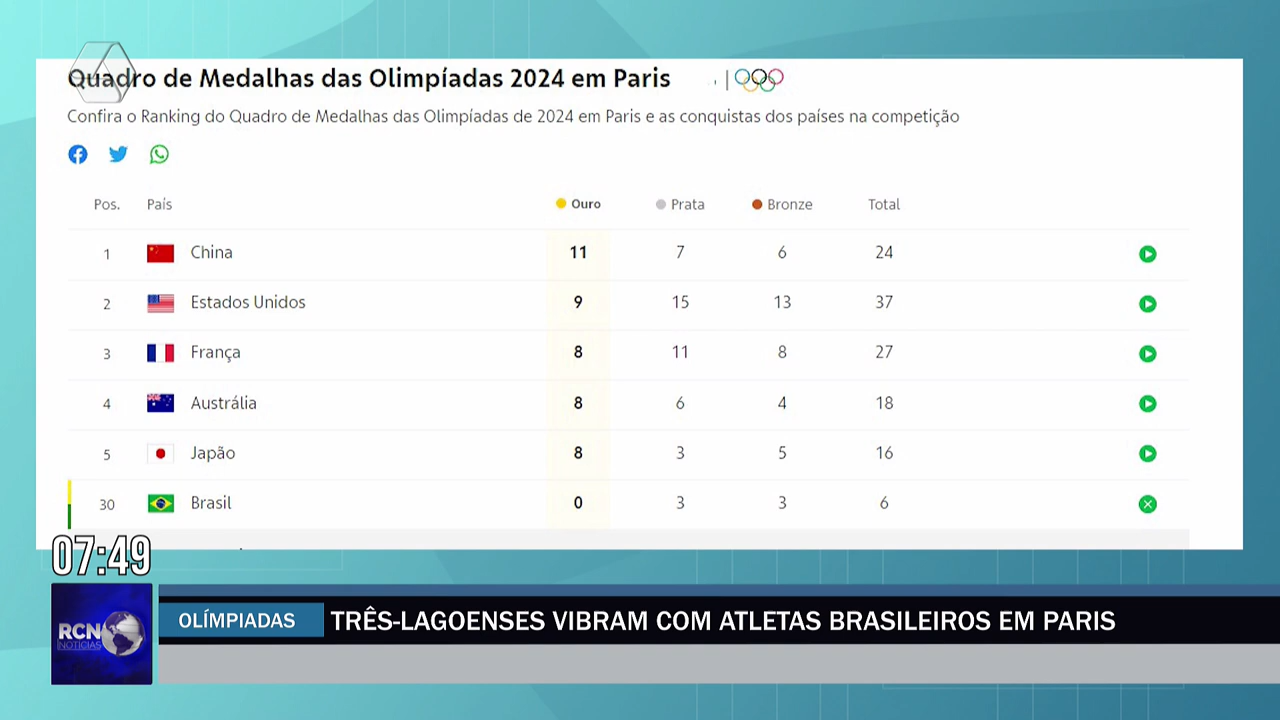 Quadro de Medalhas das Olimpíadas 2024 em Paris
Confira o Ranking do Quadro de Medalhas das Olimpíadas de 2024 em Paris e as conquistas dos países na competição
Pos. País Ouro Prata Bronze Total
1 China 11 7 6 24
2 Estados Unidos 9 15 13 37
3 França 8 11 8 27
4 Austrália 8 6 4 18
5 Japão 8 3 5 16
30 Brasil 0 3 3 6
07:49
RCN
NOTÍCIAS
OLÍMPIADAS TRÊS-LAGOENSES VIBRAM COM ATLETAS BRASILEIROS EM PARIS